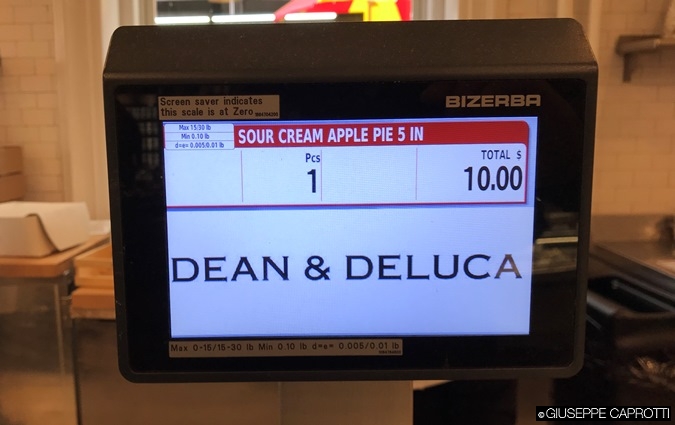 Screen saver indicates
this scale is at Zero
BIZERBA
Max 15/30 lb
Min 0.10 lb
d=e= 0.005/0.01 lb
SOUR CREAM APPLE PIE 5 IN
Pcs
1
TOTAL $
10.00
DEAN & DELUCA
Max 0-15/15-30 lb Min 0.10 lb d=e= 0.005/0.01 lb
©GIUSEPPE CAPROTTI